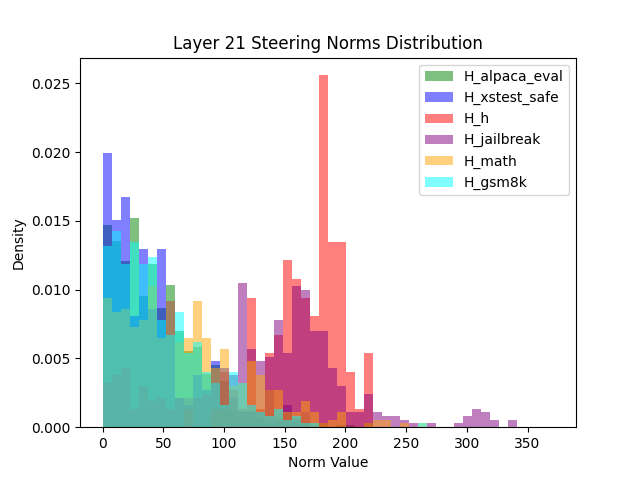 Layer 21 Steering Norms Distribution
H_alpaca_eval
H_xstest_safe
H_h
H_jailbreak
H_math
H_gsm8k
0.025
0.020
0.015
0.010
0.005
0.000
Density
0 50 100 150 200 250 300 350
Norm Value